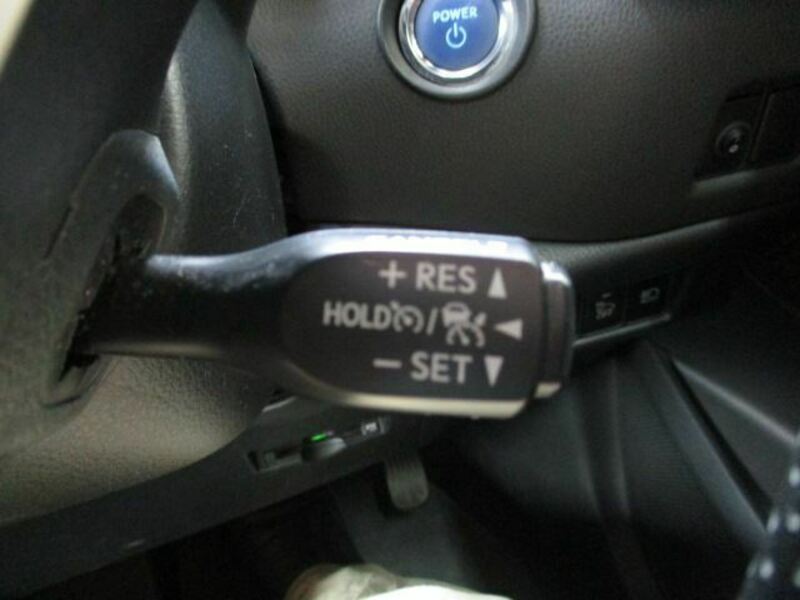 POWER
+ RES
HOLD /
- SET